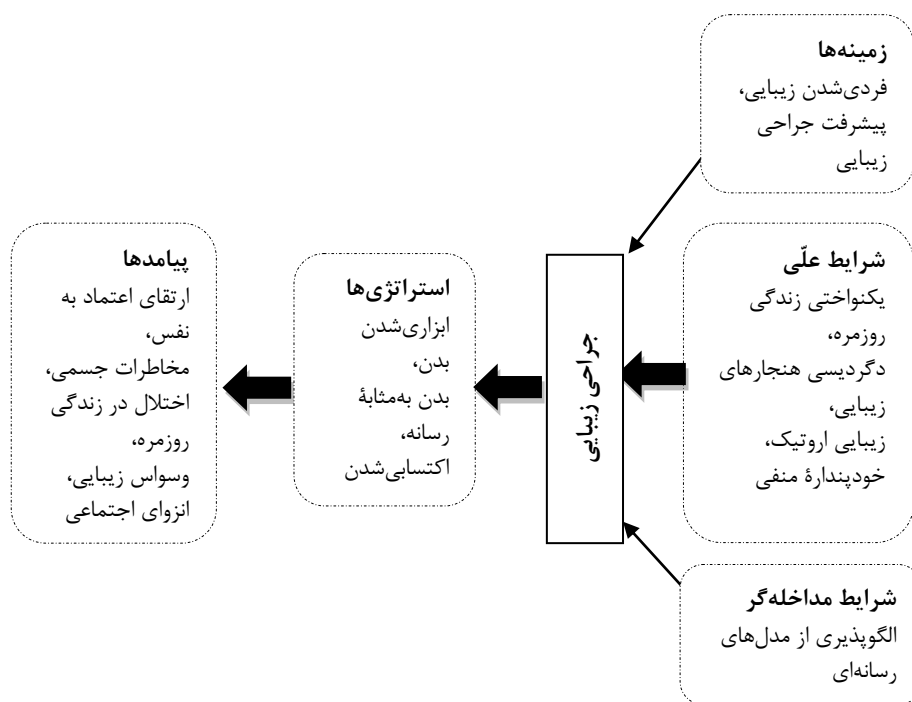 زمینه‌ها
فردی‌شدن زیبایی،
پیشرفت جراحی
زیبایی
شرایط علّی
یکنواختی زندگی
روزمره،
دگردیسی هنجارهای
زیبایی،
زیبایی اروتیک،
خودپندارۀ منفی
شرایط مداخله‌گر
الگوپذیری از مدل‌های
رسانه‌ای
جراحی زیبایی
استراتژی‌ها
ابزاری‌شدن
بدن،
بدن به‌مثابۀ
رسانه،
اکتسابی‌شدن
پیامدها
ارتقای اعتماد به
نفس،
مخاطرات جسمی،
اختلال در زندگی
روزمره،
وسواس زیبایی،
انزوای اجتماعی